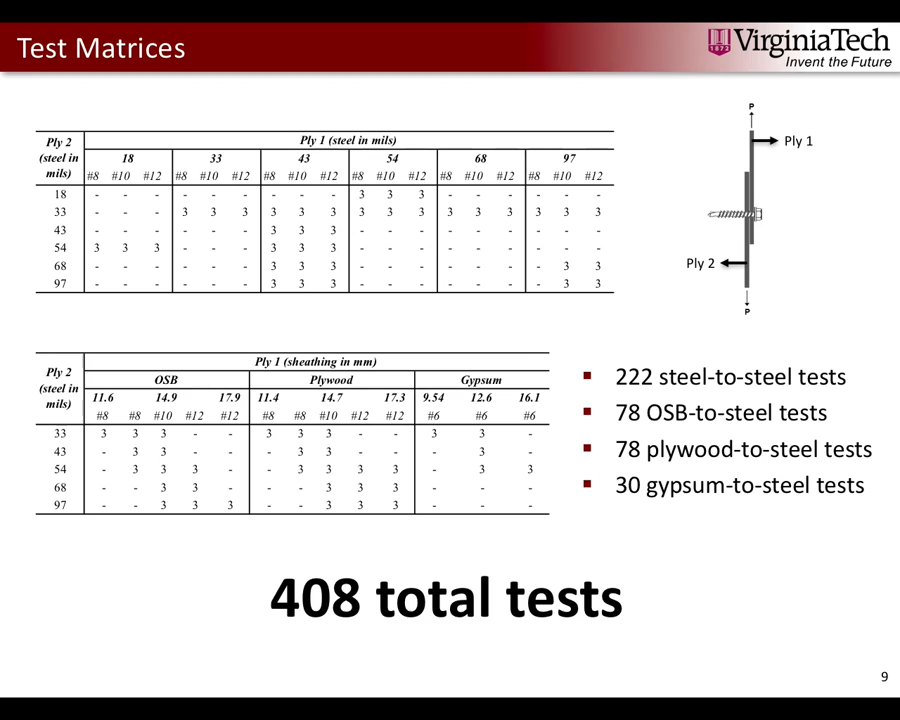 Test Matrices
VirginiaTech
1872
Invent the Future
Ply 2 (steel in mils) Ply 1 (steel in mils)
18 33 43 54 68 97
#8 #10 #12 #8 #10 #12 #8 #10 #12 #8 #10 #12 #8 #10 #12 #8 #10 #12
18 - - - - - - - - - 3 3 3 - - - - - -
33 - - - 3 3 3 3 3 3 3 3 3 3 3 3 3 3 3
43 - - - - - - 3 3 3 - - - - - - - - -
54 3 3 3 - - - 3 3 3 - - - - - - - - -
68 - - - - - - 3 3 3 - - - - - - - 3 3
97 - - - - - - 3 3 3 - - - - - - - 3 3
P
Ply 1
Ply 2
P
Ply 2 (steel in mils) Ply 1 (sheathing in mm)
OSB Plywood Gypsum
11.6 14.9 17.9 11.4 14.7 17.3 9.54 12.6 16.1
#8 #8 #10 #12 #12 #8 #8 #10 #12 #12 #6 #6 #6
33 3 3 3 - - 3 3 3 - - 3 3 -
43 - 3 3 - - - 3 3 - - - 3 -
54 - 3 3 3 - - 3 3 3 3 - 3 3
68 - - 3 3 - - - 3 3 3 - - -
97 - - 3 3 3 - - 3 3 3 - - -
222 steel-to-steel tests
78 OSB-to-steel tests
78 plywood-to-steel tests
30 gypsum-to-steel tests
408 total tests
9